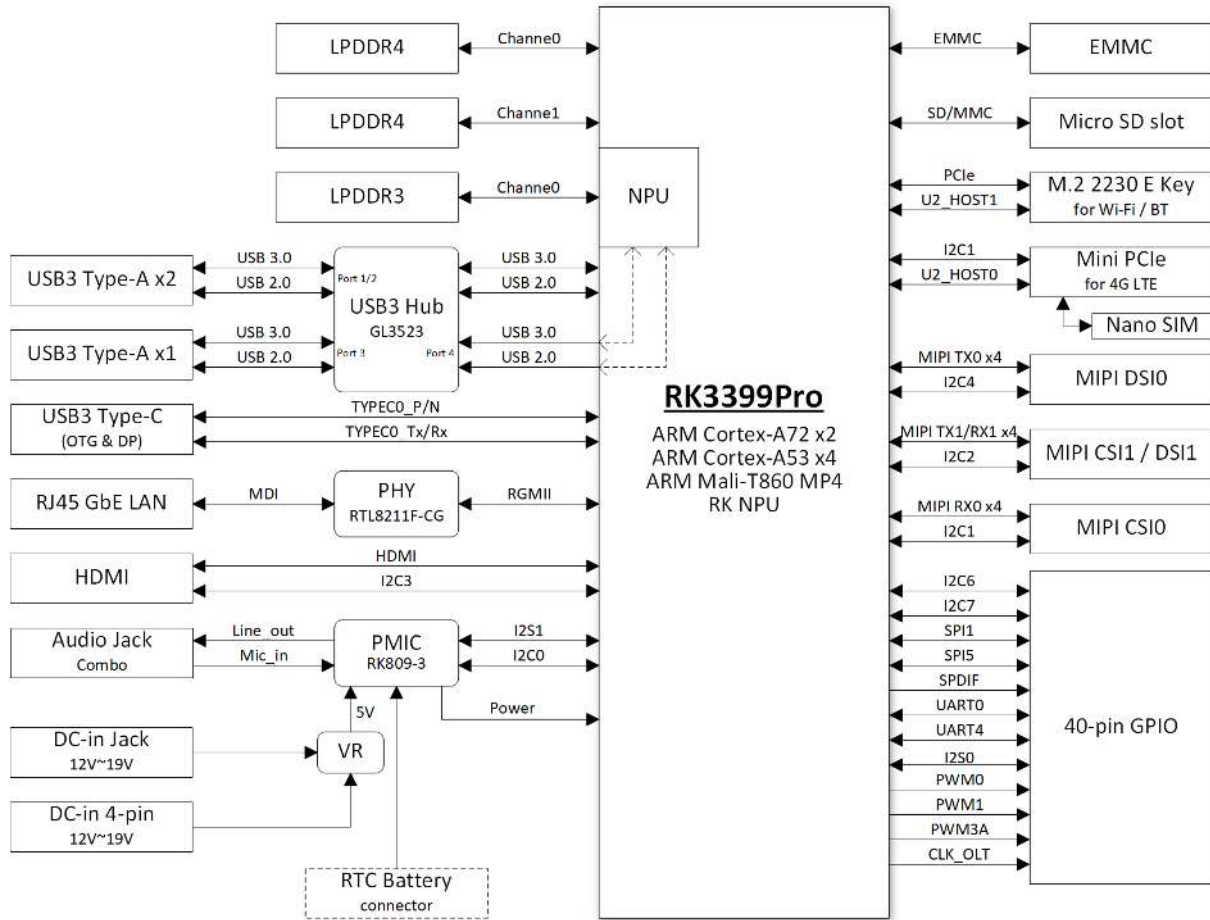 LPDDR4
Channe0
LPDDR4
Channe1
LPDDR3
Channe0
NPU
USB3 Type-A x2
USB 3.0
USB 2.0
Port 1/2
USB3 Hub
GL3523
USB 3.0
USB 2.0
USB3 Type-A x1
USB 3.0
USB 2.0
Port 3
Port 4
USB 3.0
USB 2.0
USB3 Type-C
(OTG & DP)
TYPEC0_P/N
TYPEC0_Tx/Rx
RJ45 GbE LAN
MDI
PHY
RTL8211F-CG
RGMII
HDMI
HDMI
I2C3
Audio Jack
Combo
Line_out
Mic_in
PMIC
RK809-3
I2S1
I2C0
Power
5V
VR
DC-in Jack
12V~19V
DC-in 4-pin
12V~19V
RTC Battery
connector
RK3399Pro
ARM Cortex-A72 x2
ARM Cortex-A53 x4
ARM Mali-T860 MP4
RK NPU
EMMC
EMMC
SD/MMC
Micro SD slot
PCIe
U2_HOST1
M.2 2230 E Key
for Wi-Fi / BT
I2C1
U2_HOST0
Mini PCIe
for 4G LTE
Nano SIM
MIPI TX0 x4
I2C4
MIPI DSI0
MIPI TX1/RX1 x4
I2C2
MIPI CSI1 / DSI1
MIPI RX0 x4
I2C1
MIPI CSI0
I2C6
I2C7
SPI1
SPI5
SPDIF
UART0
UART4
I2S0
PWM0
PWM1
PWM3A
CLK_OLT
40-pin GPIO